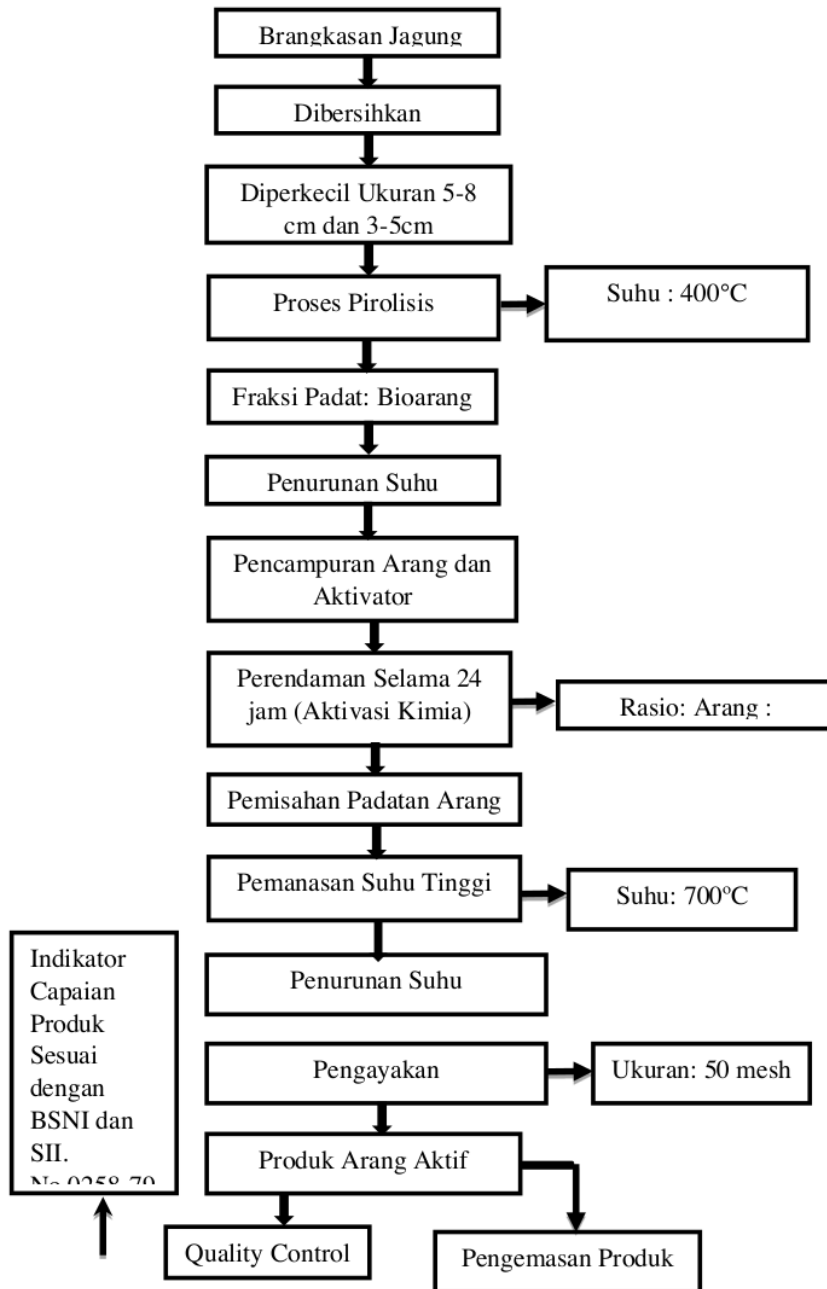 Brangkasan Jagung
Dibersihkan
Diperkecil Ukuran 5-8
cm dan 3-5cm
Proses Pirolisis
Suhu : 400°C
Fraksi Padat: Bioarang
Penurunan Suhu
Pencampuran Arang dan
Aktivator
Perendaman Selama 24
jam (Aktivasi Kimia)
Rasio: Arang :
Pemisahan Padatan Arang
Pemanasan Suhu Tinggi
Suhu: 700°C
Indikator
Capaian
Produk
Sesuai
dengan
BSNI dan
SII.
No 0258-79
Penurunan Suhu
Pengayakan
Ukuran: 50 mesh
Produk Arang Aktif
Quality Control
Pengemasan Produk